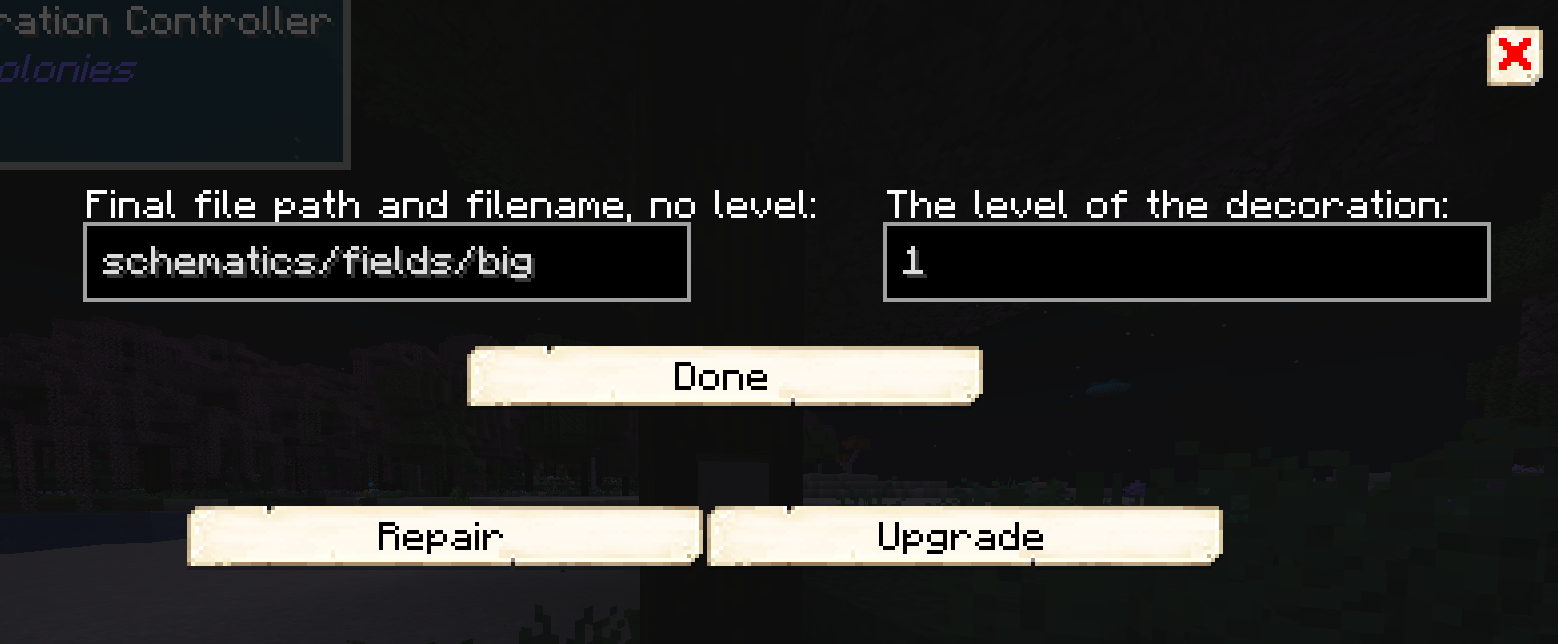 ration Controller
olonies
Final file path and filename, no level:
The level of the decoration:
schematics/fields/big
1
Done
Repair
Upgrade